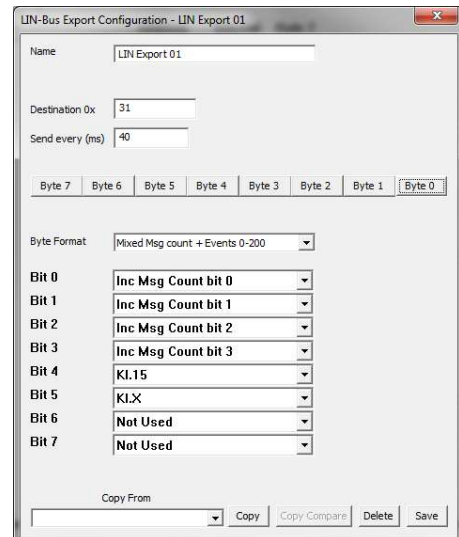 LIN-Bus Export Configuration - LIN Export 01
Name LIN Export 01
Destination 0x 31
Send every (ms) 40
Byte 7 Byte 6 Byte 5 Byte 4 Byte 3 Byte 2 Byte 1 Byte 0
Byte Format Mixed Msg count + Events 0-200
Bit 0 Inc Msg Count bit 0
Bit 1 Inc Msg Count bit 1
Bit 2 Inc Msg Count bit 2
Bit 3 Inc Msg Count bit 3
Bit 4 Kl.15
Bit 5 Kl.X
Bit 6 Not Used
Bit 7 Not Used
Copy From
Copy Copy Compare Delete Save